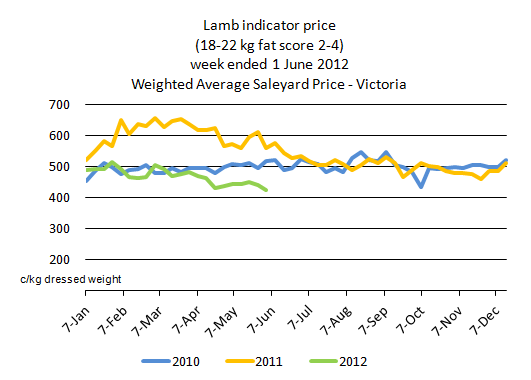 Lamb indicator price
(18-22 kg fat score 2-4)
week ended 1 June 2012
Weighted Average Saleyard Price - Victoria
700
600
500
400
300
200
c/kg dressed weight
7-Jan 7-Feb 7-Mar 7-Apr 7-May 7-Jun 7-Jul 7-Aug 7-Sep 7-Oct 7-Nov 7-Dec
2010 2011 2012